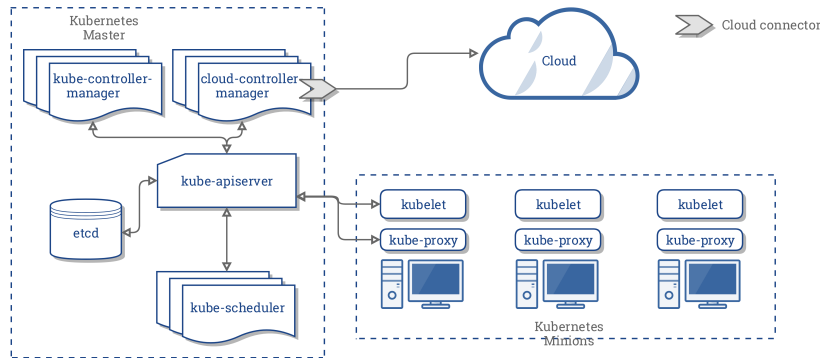 Kubernetes
Master
Cloud connector
kube-controller-
manager
cloud-controller
manager
Cloud
kube-apiserver
etcd
kube-scheduler
kubelet
kubelet
kubelet
kube-proxy
kube-proxy
kube-proxy
Kubernetes
Minions